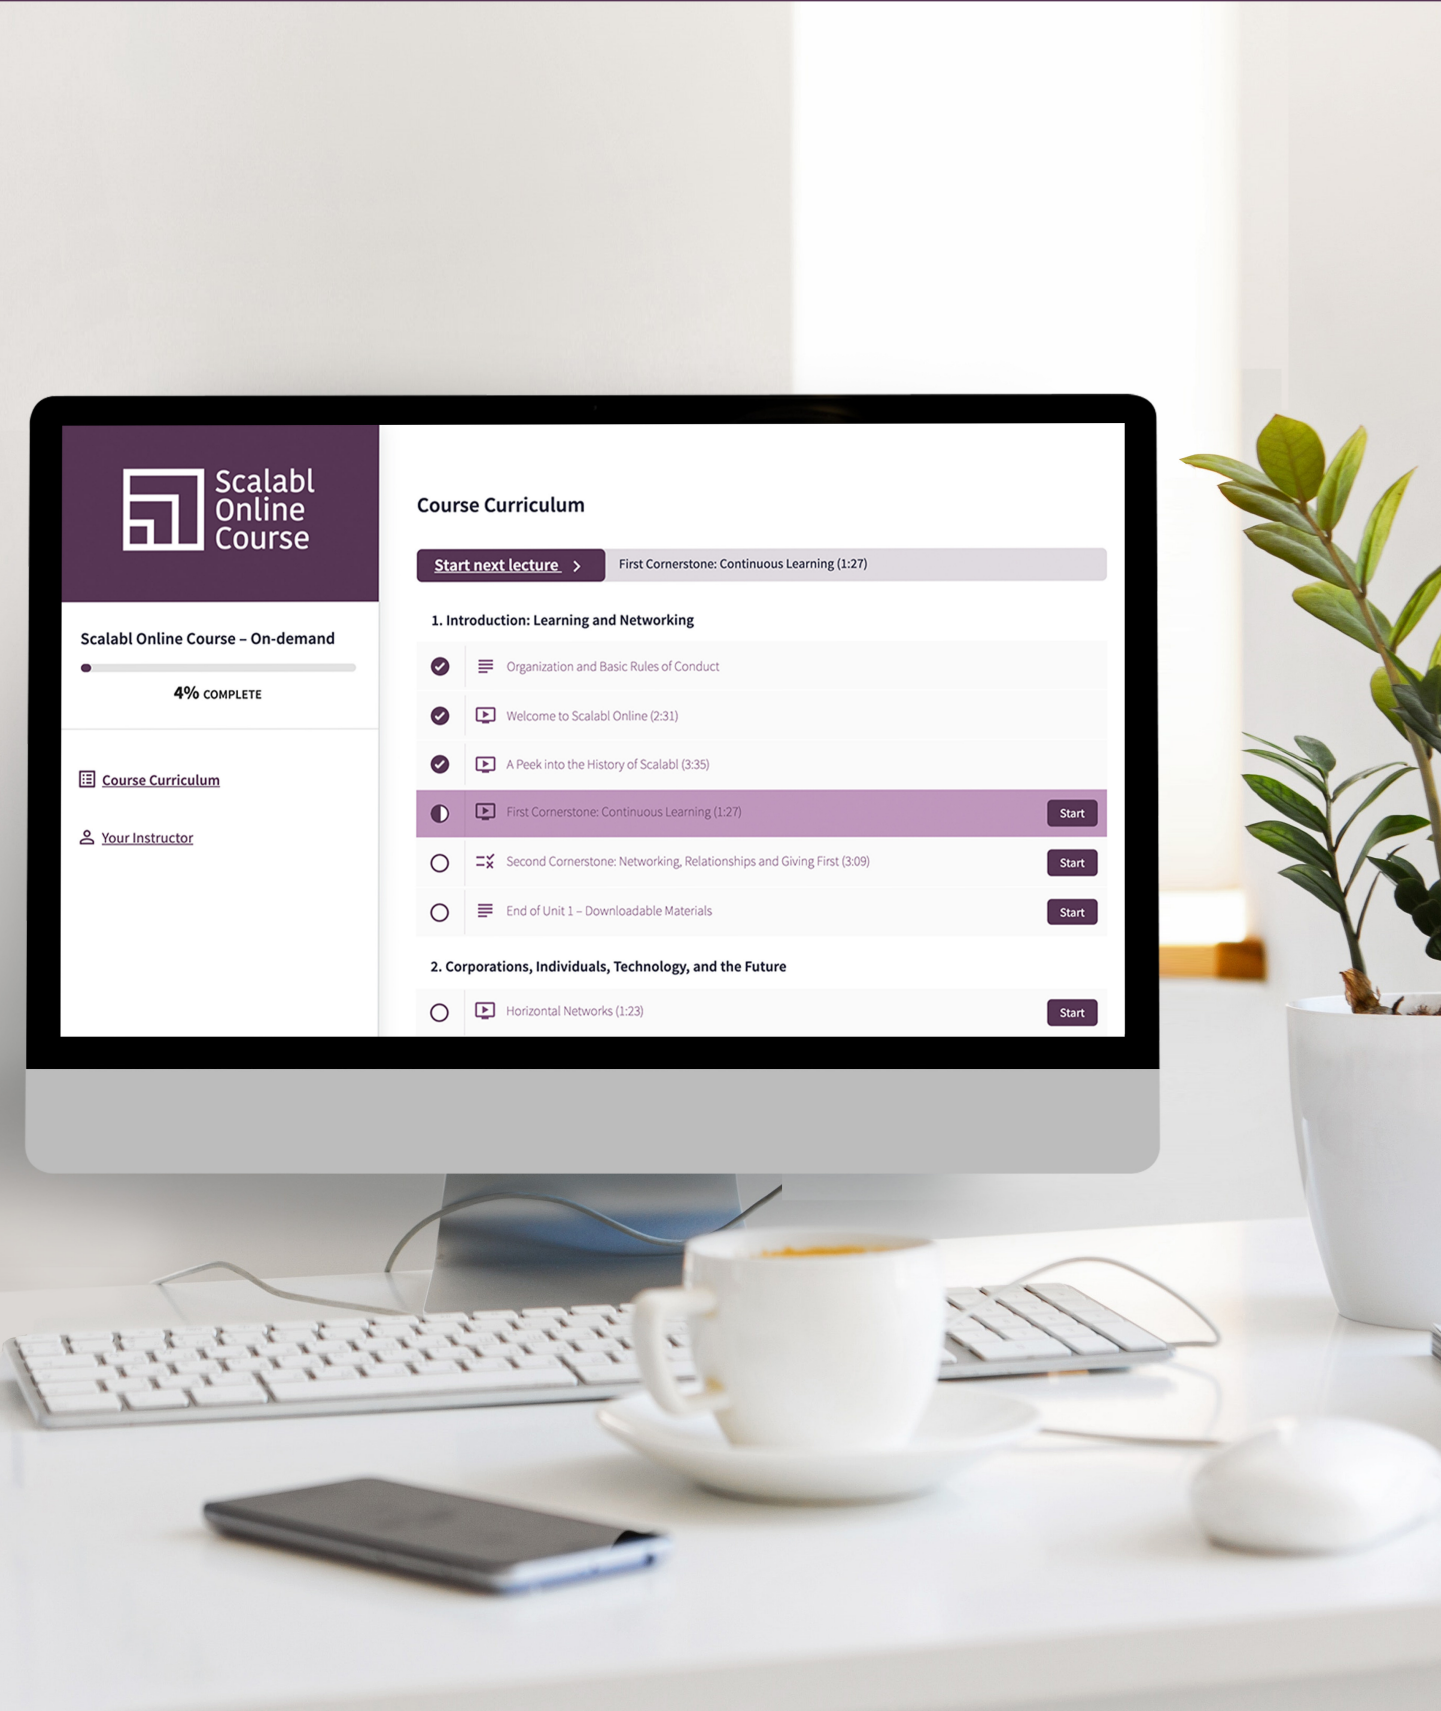 Scalabl
Online
Course
Scalabl Online Course – On-demand
4% COMPLETE
Course Curriculum
Your Instructor
Course Curriculum
Start next lecture
First Cornerstone: Continuous Learning (1:27)
1. Introduction: Learning and Networking
Organization and Basic Rules of Conduct
Welcome to Scalabl Online (2:31)
A Peek into the History of Scalabl (3:35)
First Cornerstone: Continuous Learning (1:27) Start
Second Cornerstone: Networking, Relationships and Giving First (3:09) Start
End of Unit 1 – Downloadable Materials Start
2. Corporations, Individuals, Technology, and the Future
Horizontal Networks (1:23) Start